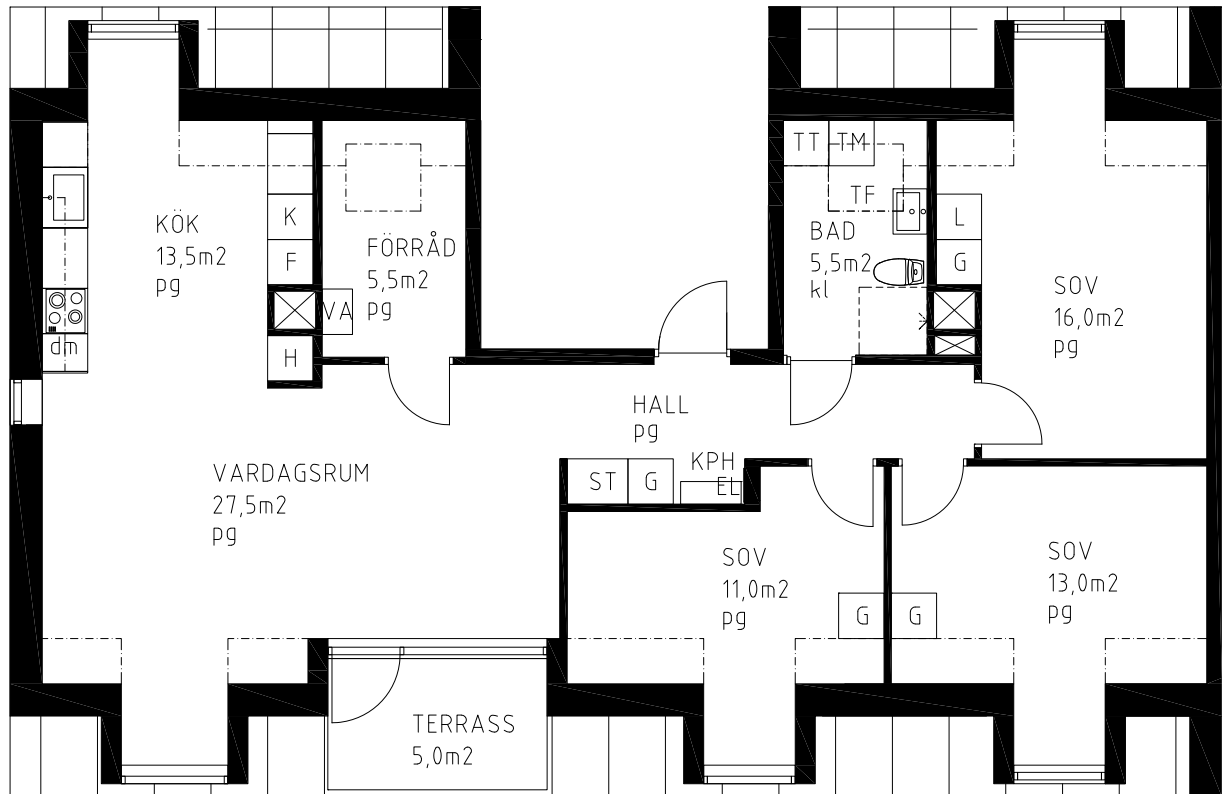 KÖK
13,5m2
pg
K
F
H
dm
FÖRRÅD
5,5m2
pg
VA
TT
TM
TF
BAD
5,5m2
kl
L
G
SOV
16,0m2
pg
HALL
pg
KPH
EL
ST
G
VARDAGSRUM
27,5m2
pg
SOV
11,0m2
pg
G
G
SOV
13,0m2
pg
TERRASS
5,0m2